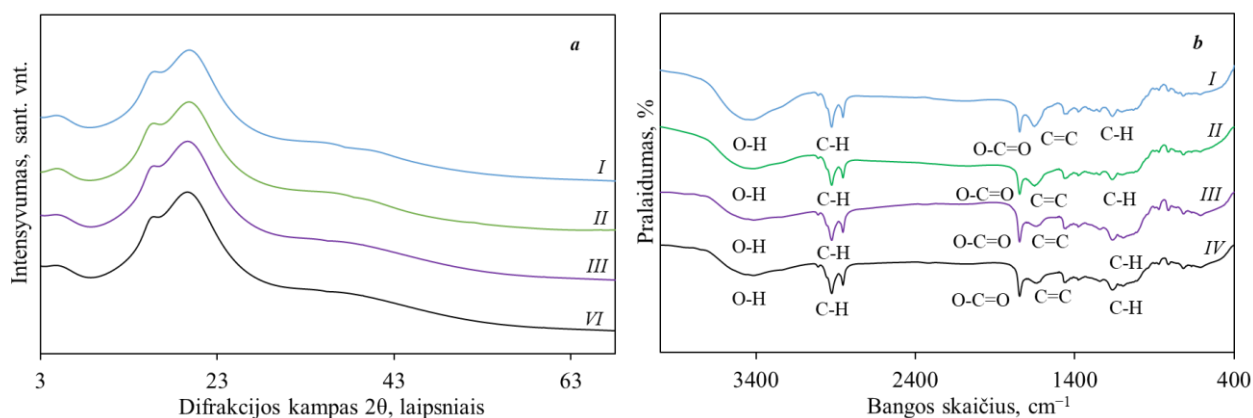 a
Intensyvumas, sant. vnt.
I
II
III
VI
3 23 43 63
Difrakcijos kampas 2θ, laipsniais
b
Pralaidumas, %
I
O-H C-H O-C=O C=C C-H
II
O-H C-H O-C=O C=C C-H
III
O-H C-H O-C=O C=C C-H
IV
O-H C-H O-C=O C=C C-H
3400 2400 1400 400
Bangos skaičius, cm⁻¹